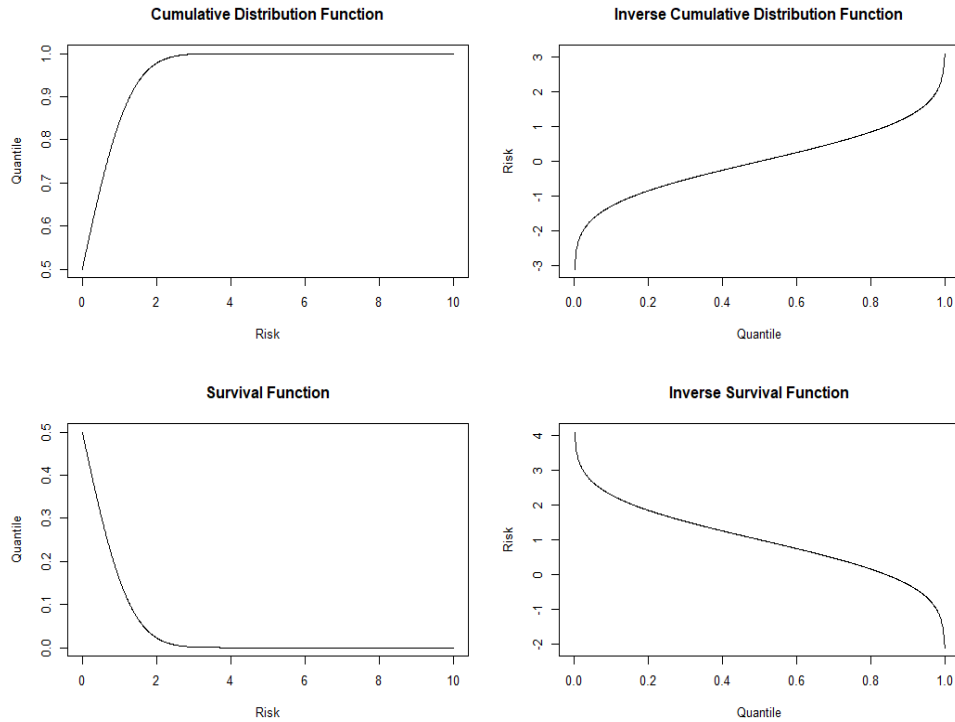 Cumulative Distribution Function
Quantile
1.0
0.9
0.8
0.7
0.6
0.5
0 2 4 6 8 10
Risk
Inverse Cumulative Distribution Function
Risk
3
2
1
0
-1
-2
-3
0.0 0.2 0.4 0.6 0.8 1.0
Quantile
Survival Function
Quantile
0.5
0.4
0.3
0.2
0.1
0.0
0 2 4 6 8 10
Risk
Inverse Survival Function
Risk
4
3
2
1
0
-1
-2
0.0 0.2 0.4 0.6 0.8 1.0
Quantile